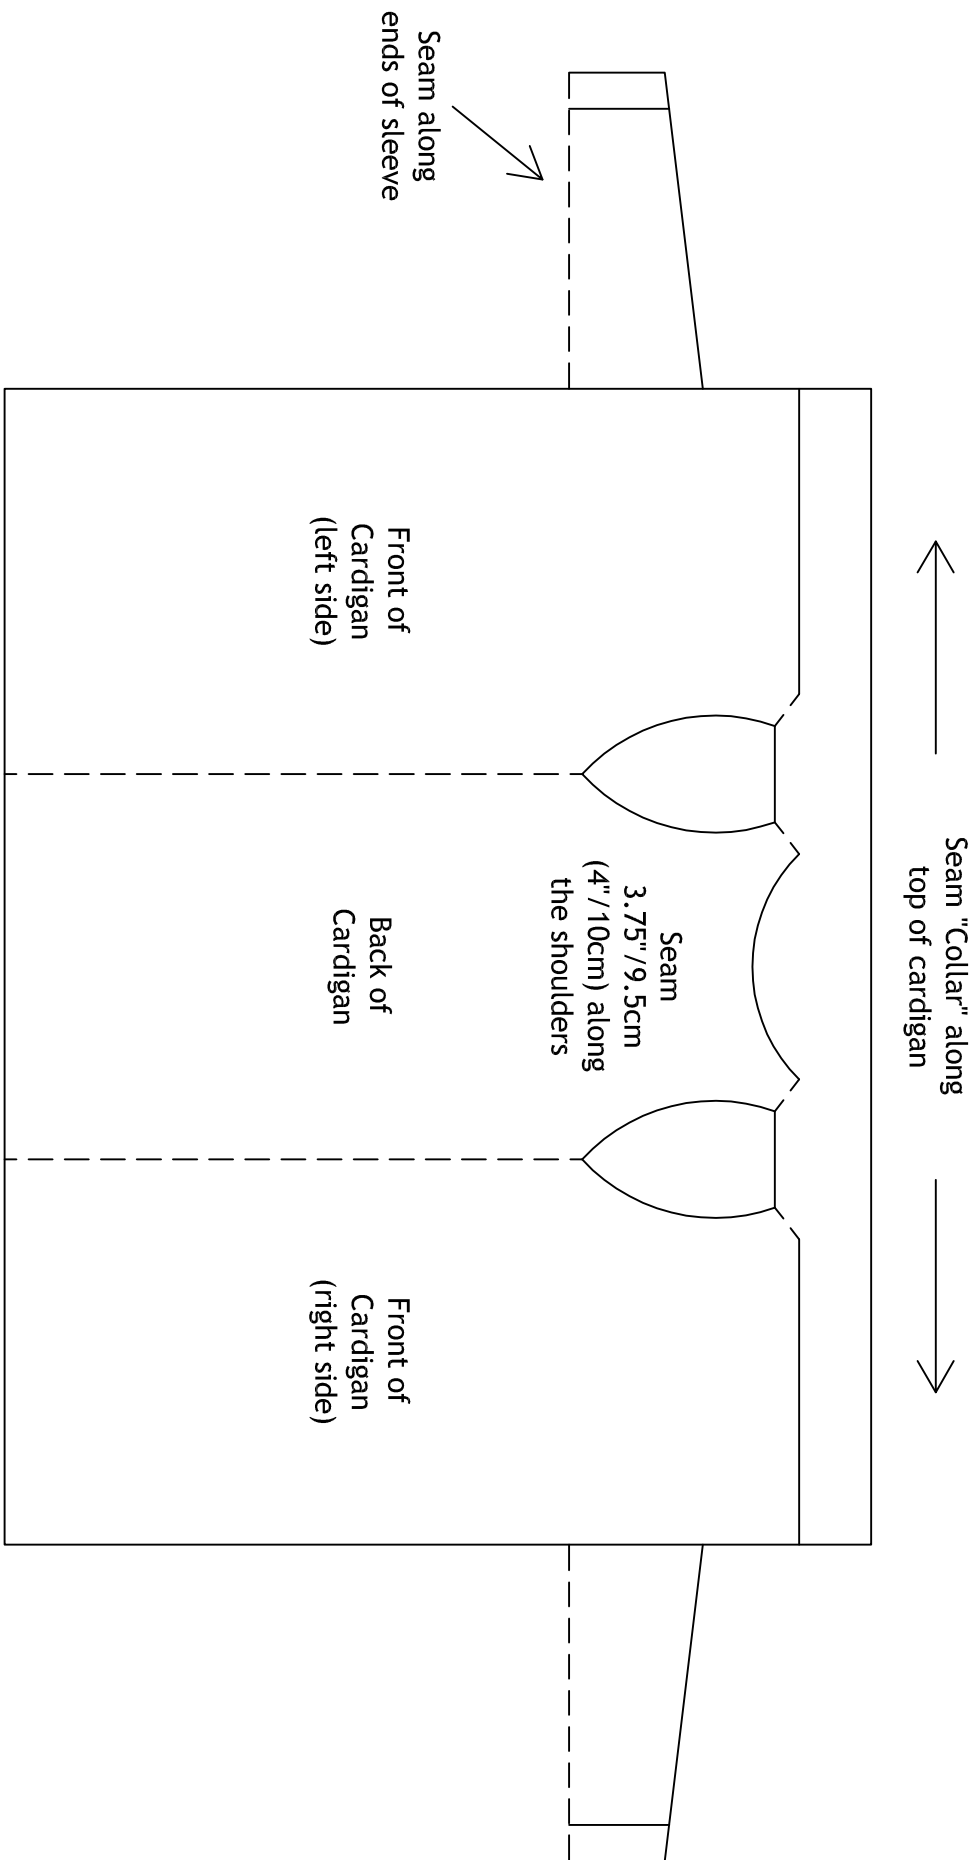 Seam "Collar" along
top of cardigan
Seam along
ends of sleeve
Seam
3.75"/9.5cm
(4"/10cm) along
the shoulders
Front of
Cardigan
(left side)
Back of
Cardigan
Front of
Cardigan
(right side)